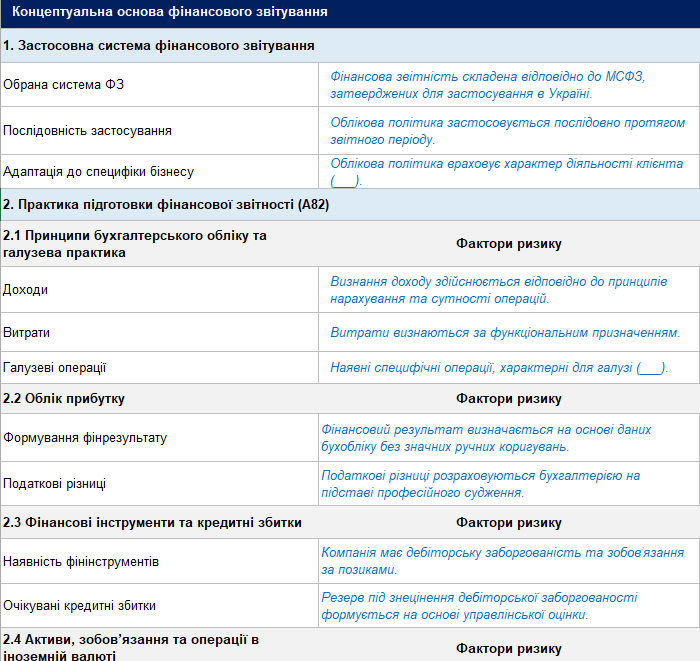 Концептуальна основа фінансового звітування
1. Застосовна система фінансового звітування
Обрана система ФЗ
Фінансова звітність складена відповідно до МСФЗ,
затверджених для застосування в Україні.
Послідовність застосування
Облікова політика застосовується послідовно протягом
звітного періоду.
Адаптація до специфіки бізнесу
Облікова політика враховує характер діяльності клієнта
(___).
2. Практика підготовки фінансової звітності (А82)
2.1 Принципи бухгалтерського обліку та
галузева практика
Фактори ризику
Доходи
Визнання доходу здійснюється відповідно до принципів
нарахування та сутності операцій.
Витрати
Витрати визнаються за функціональним призначенням.
Галузеві операції
Наявні специфічні операції, характерні для галузі (___).
2.2 Облік прибутку
Фактори ризику
Формування фінрезультату
Фінансовий результат визначається на основі даних
бухобліку без значних ручних коригувань.
Податкові різниці
Податкові різниці розраховуються бухгалтерією на
підставі професійного судження.
2.3 Фінансові інструменти та кредитні збитки
Фактори ризику
Наявність фінінструментів
Компанія має дебіторську заборгованість та зобов'язання
за позиками.
Очікувані кредитні збитки
Резерв під знецінення дебіторської заборгованості
формується на основі управлінської оцінки.
2.4 Активи, зобов’язання та операції в
іноземній валюті
Фактори ризику